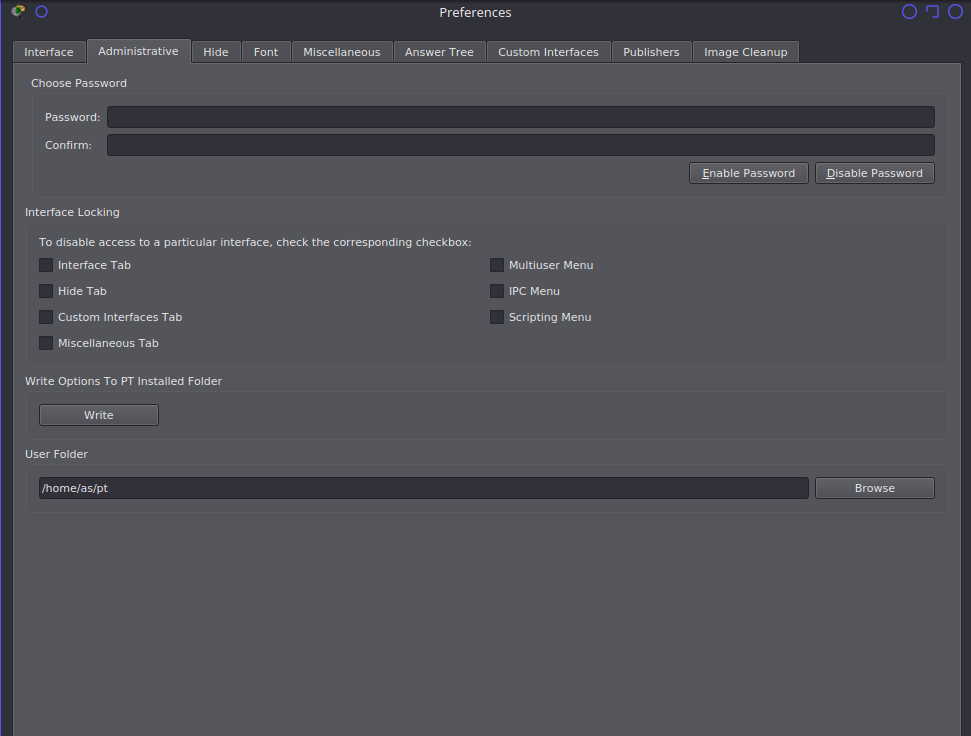 Preferences
Interface Administrative Hide Font Miscellaneous Answer Tree Custom Interfaces Publishers Image Cleanup
Choose Password
Password:
Confirm:
Enable Password Disable Password
Interface Locking
To disable access to a particular interface, check the corresponding checkbox:
Interface Tab Multiuser Menu
Hide Tab IPC Menu
Custom Interfaces Tab Scripting Menu
Miscellaneous Tab
Write Options To PT Installed Folder
Write
User Folder
/home/as/pt Browse